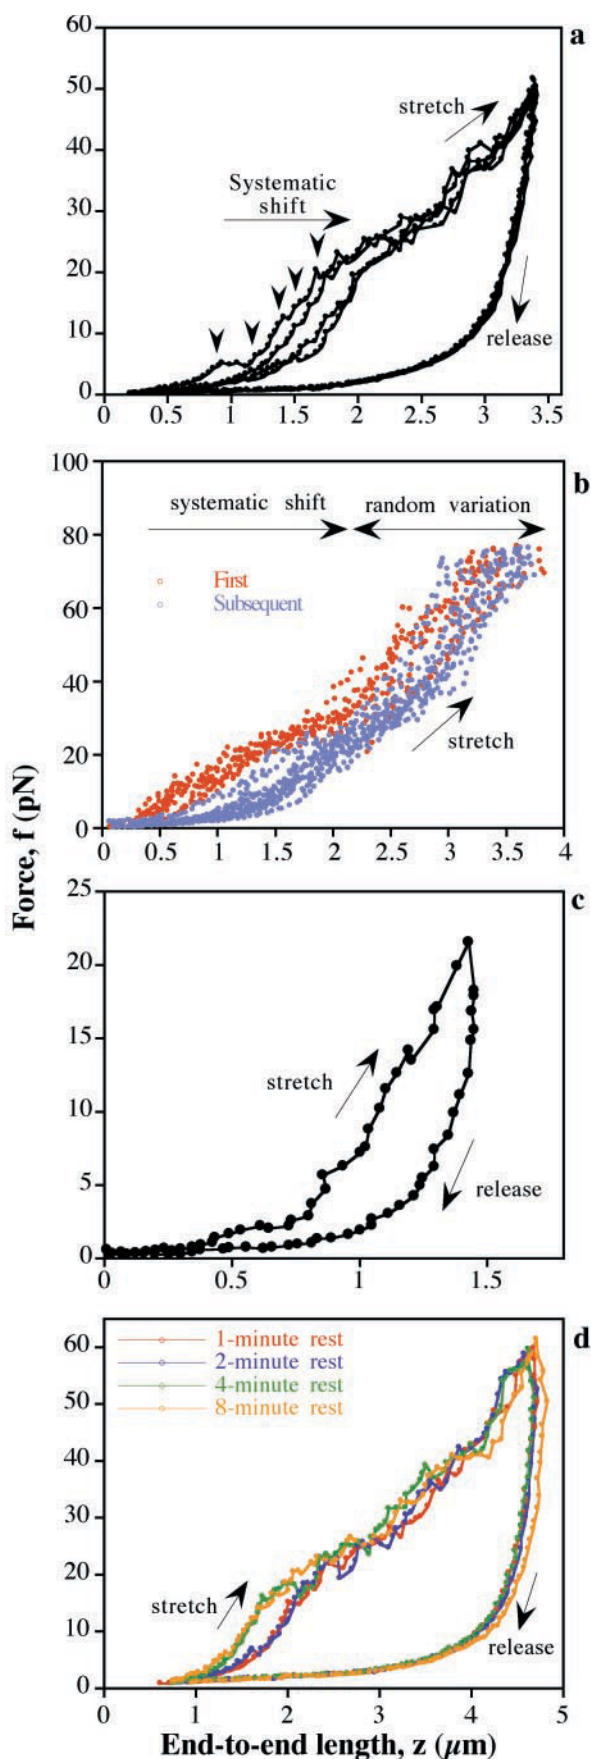 a
60
50
40
30
20
10
0
stretch
Systematic
shift
release
0 0.5 1 1.5 2 2.5 3 3.5
b
100
80
60
40
20
0
systematic shift random variation
First
Subsequent
stretch
0 0.5 1 1.5 2 2.5 3 3.5 4
Force, f (pN)
c
25
20
15
10
5
0
stretch
release
0 0.5 1 1.5
d
60
50
40
30
20
10
0
1-minute rest
2-minute rest
4-minute rest
8-minute rest
stretch
release
0 1 2 3 4 5
End-to-end length, z (μm)